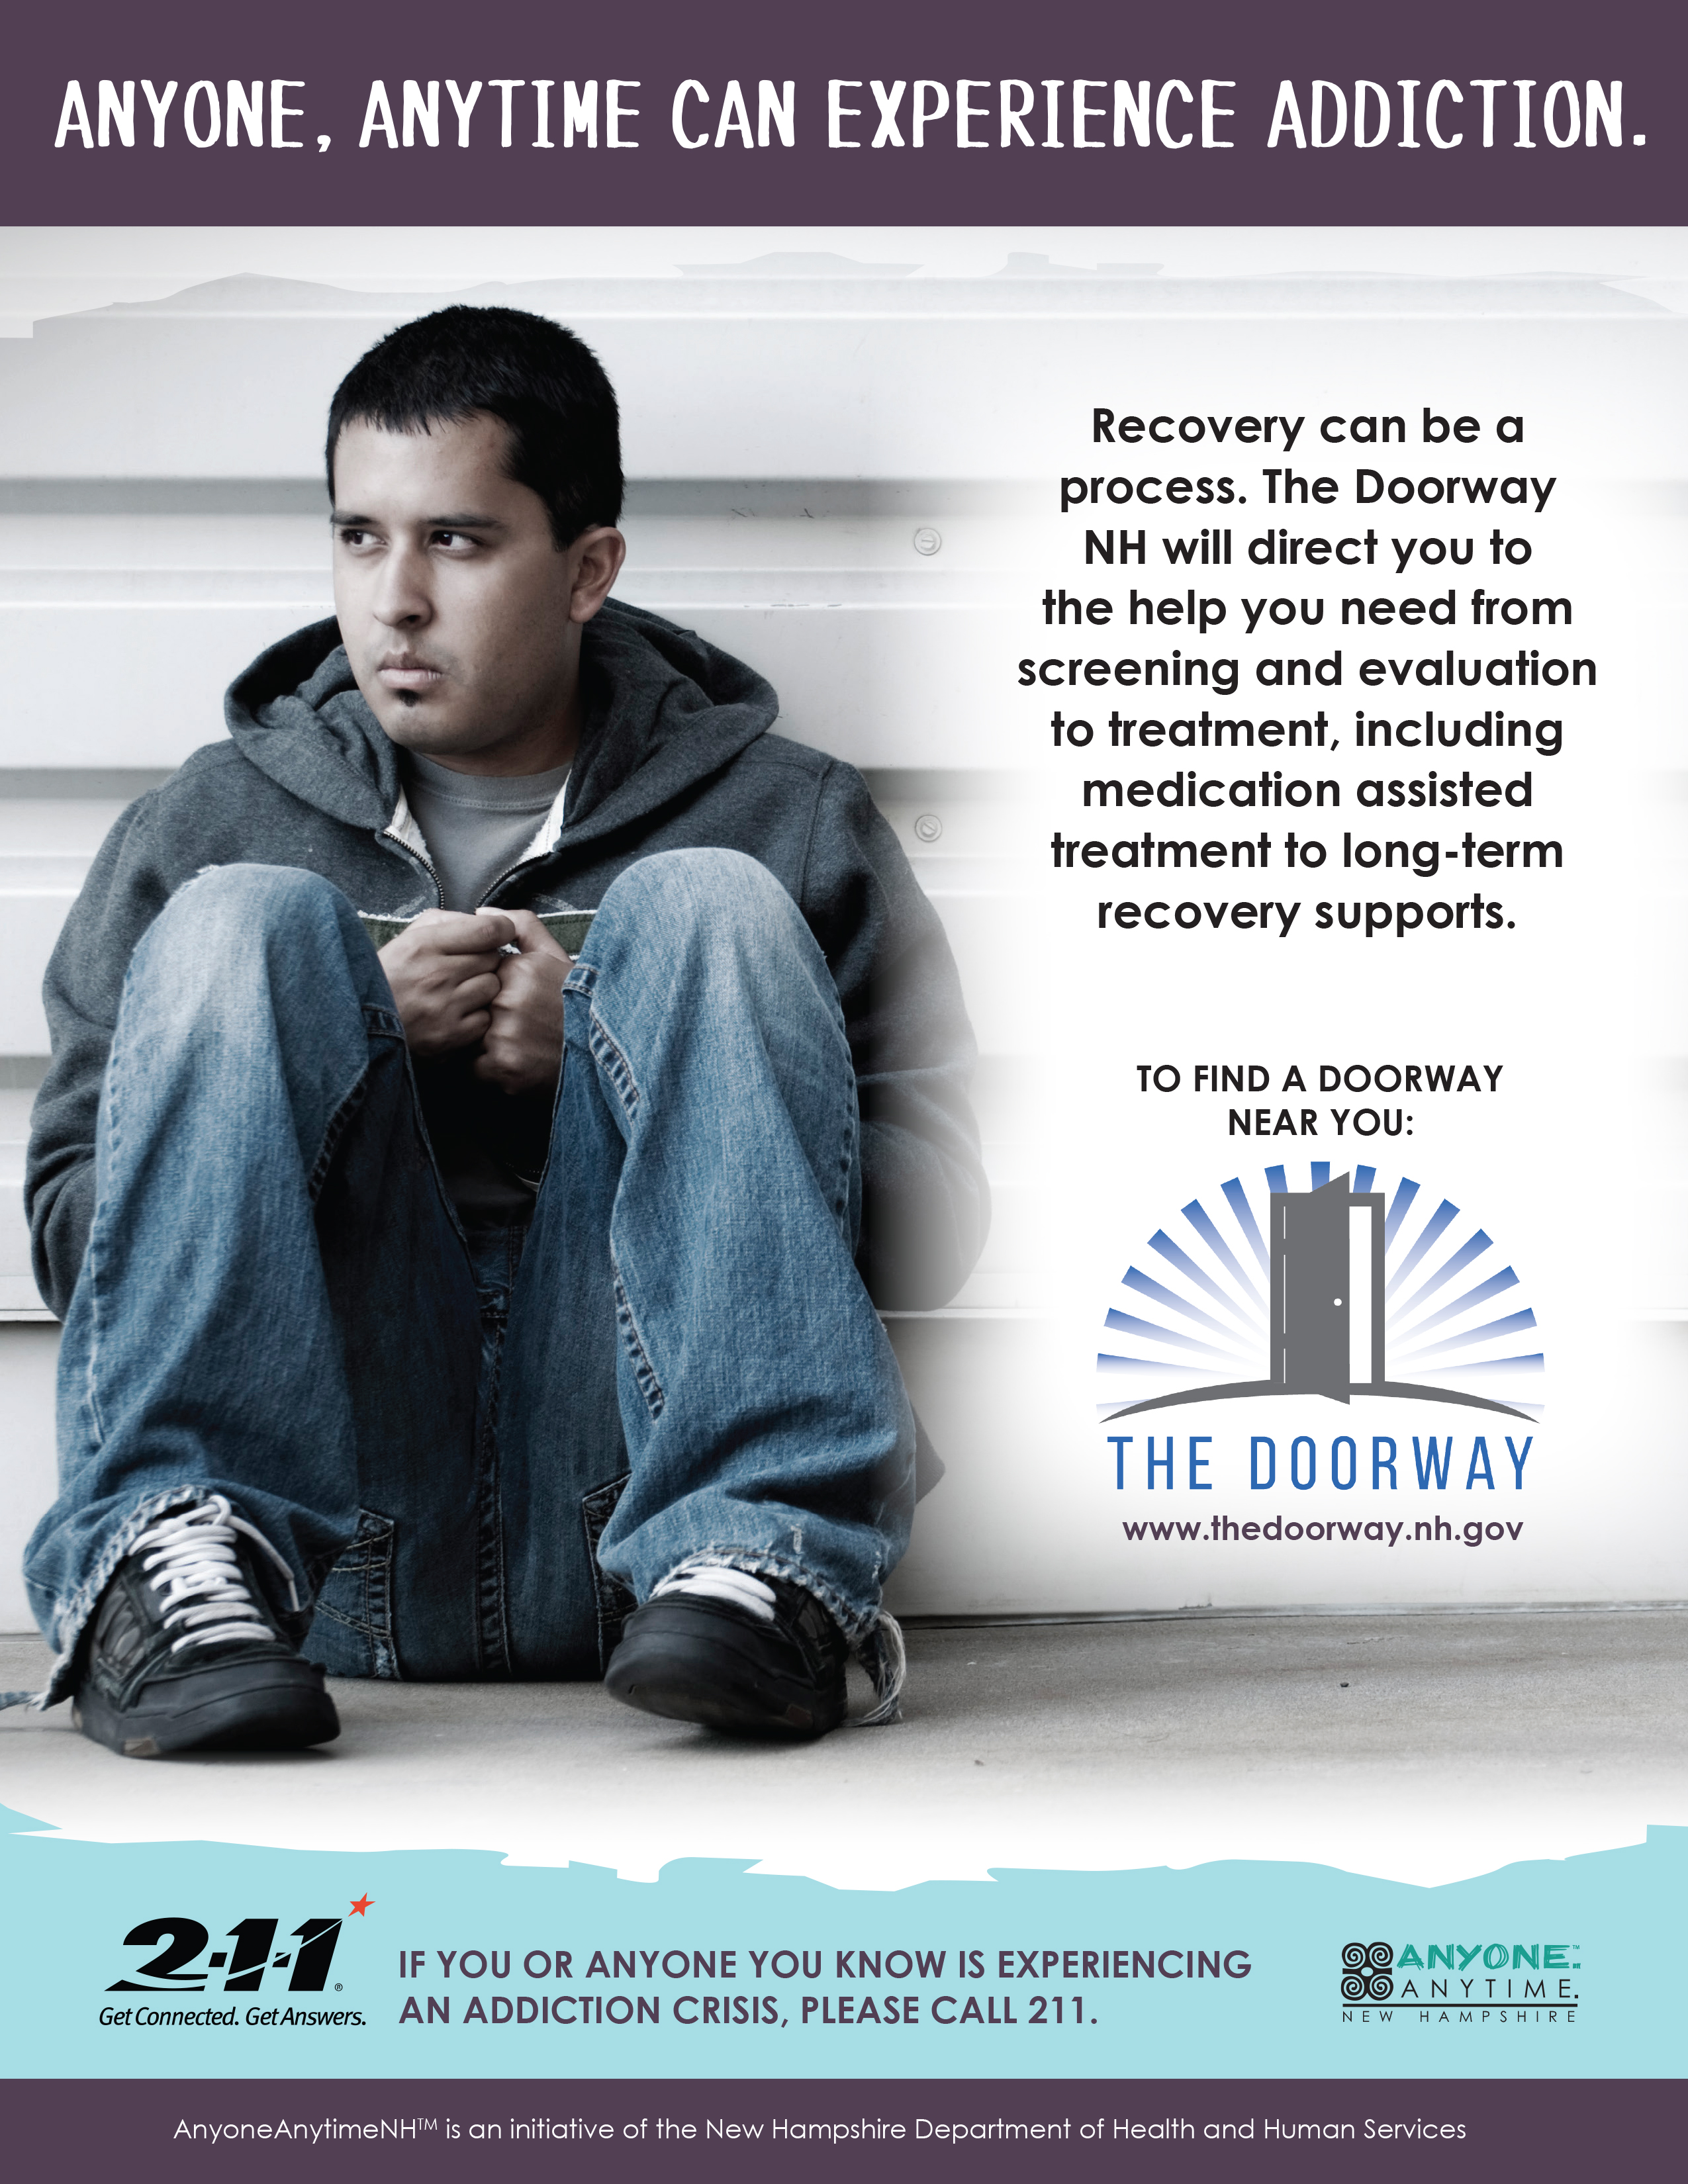 ANYONE, ANYTIME CAN EXPERIENCE ADDICTION.
Recovery can be a
process. The Doorway
NH will direct you to
the help you need from
screening and evaluation
to treatment, including
medication assisted
treatment to long-term
recovery supports.
TO FIND A DOORWAY
NEAR YOU:
THE DOORWAY
www.thedoorway.nh.gov
2-1-1®
Get Connected. Get Answers.
IF YOU OR ANYONE YOU KNOW IS EXPERIENCING
AN ADDICTION CRISIS, PLEASE CALL 211.
ANYONE.™
ANYTIME.
NEW HAMPSHIRE
AnyoneAnytimeNH™ is an initiative of the New Hampshire Department of Health and Human Services